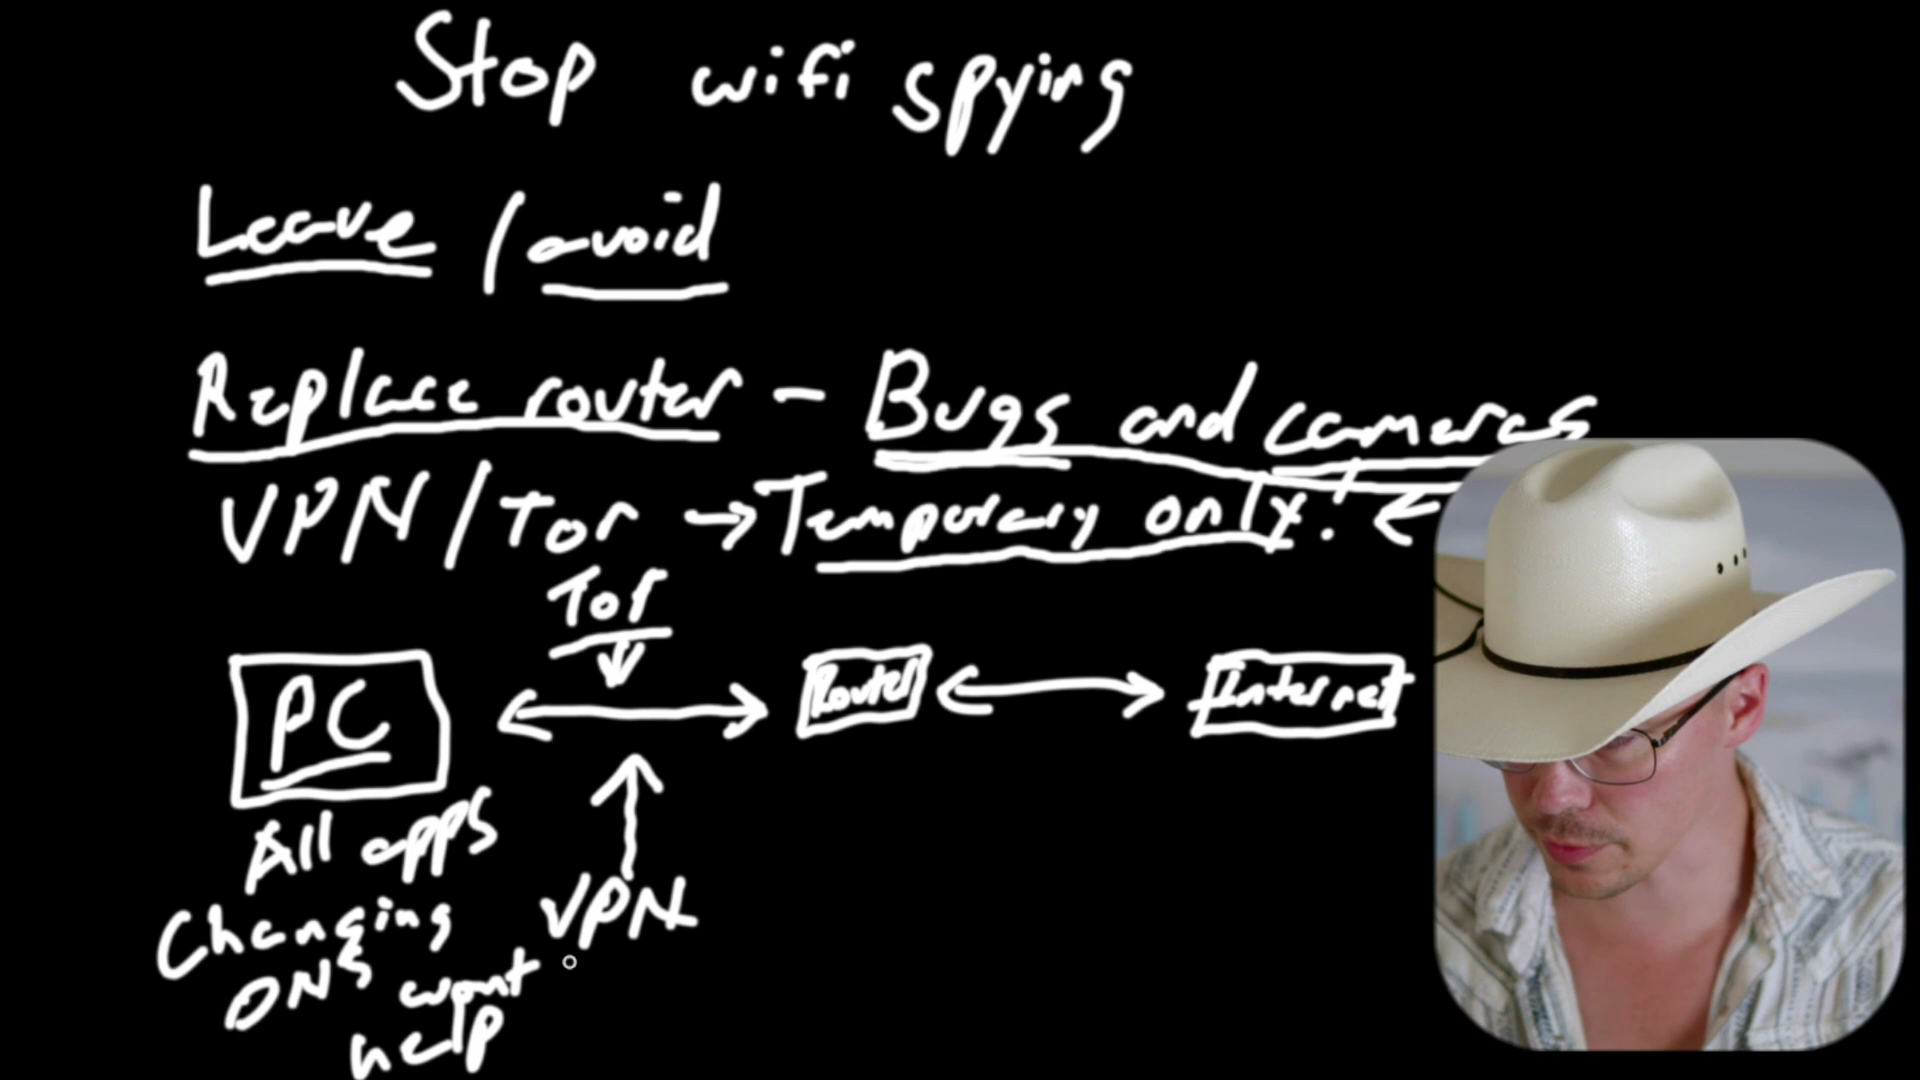 Stop wifi spying
Leave / avoid
Replace router - Bugs and cameras
VPN / Tor → Temporary only! ←
Tor
PC
Router
Internet
All apps
VPN
Changing
DNS wont
help